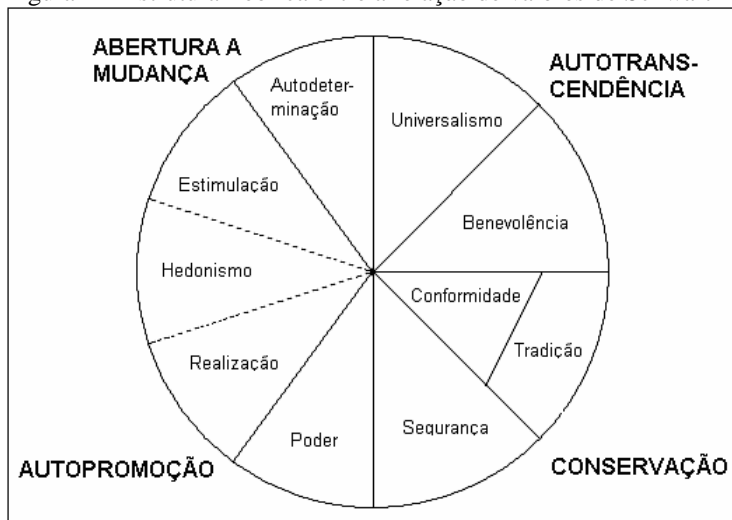 ABERTURA A
MUDANÇA
AUTOTRANS-
CENDÊNCIA
Autodeter-
minação
Universalismo
Estimulação
Benevolência
Hedonismo
Conformidade
Tradição
Realização
Poder
Segurança
AUTOPROMOÇÃO
CONSERVAÇÃO